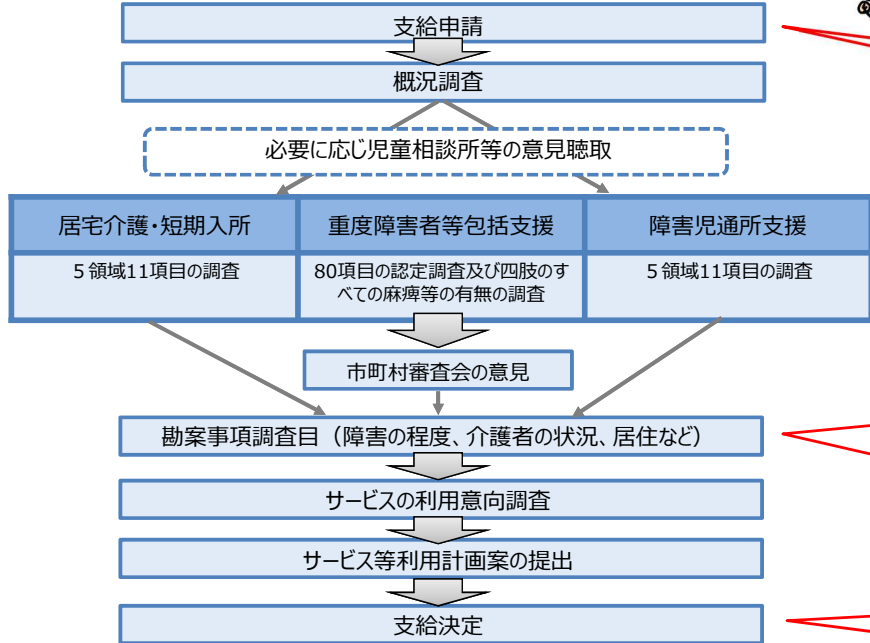 支給申請
概況調査
必要に応じ児童相談所等の意見聴取
居宅介護・短期入所
重度障害者等包括支援
障害児通所支援
５領域11項目の調査
80項目の認定調査及び四肢のす
べての麻痺等の有無の調査
５領域11項目の調査
市町村審査会の意見
勘案事項調査目（障害の程度、介護者の状況、居住など）
サービスの利用意向調査
サービス等利用計画案の提出
支給決定